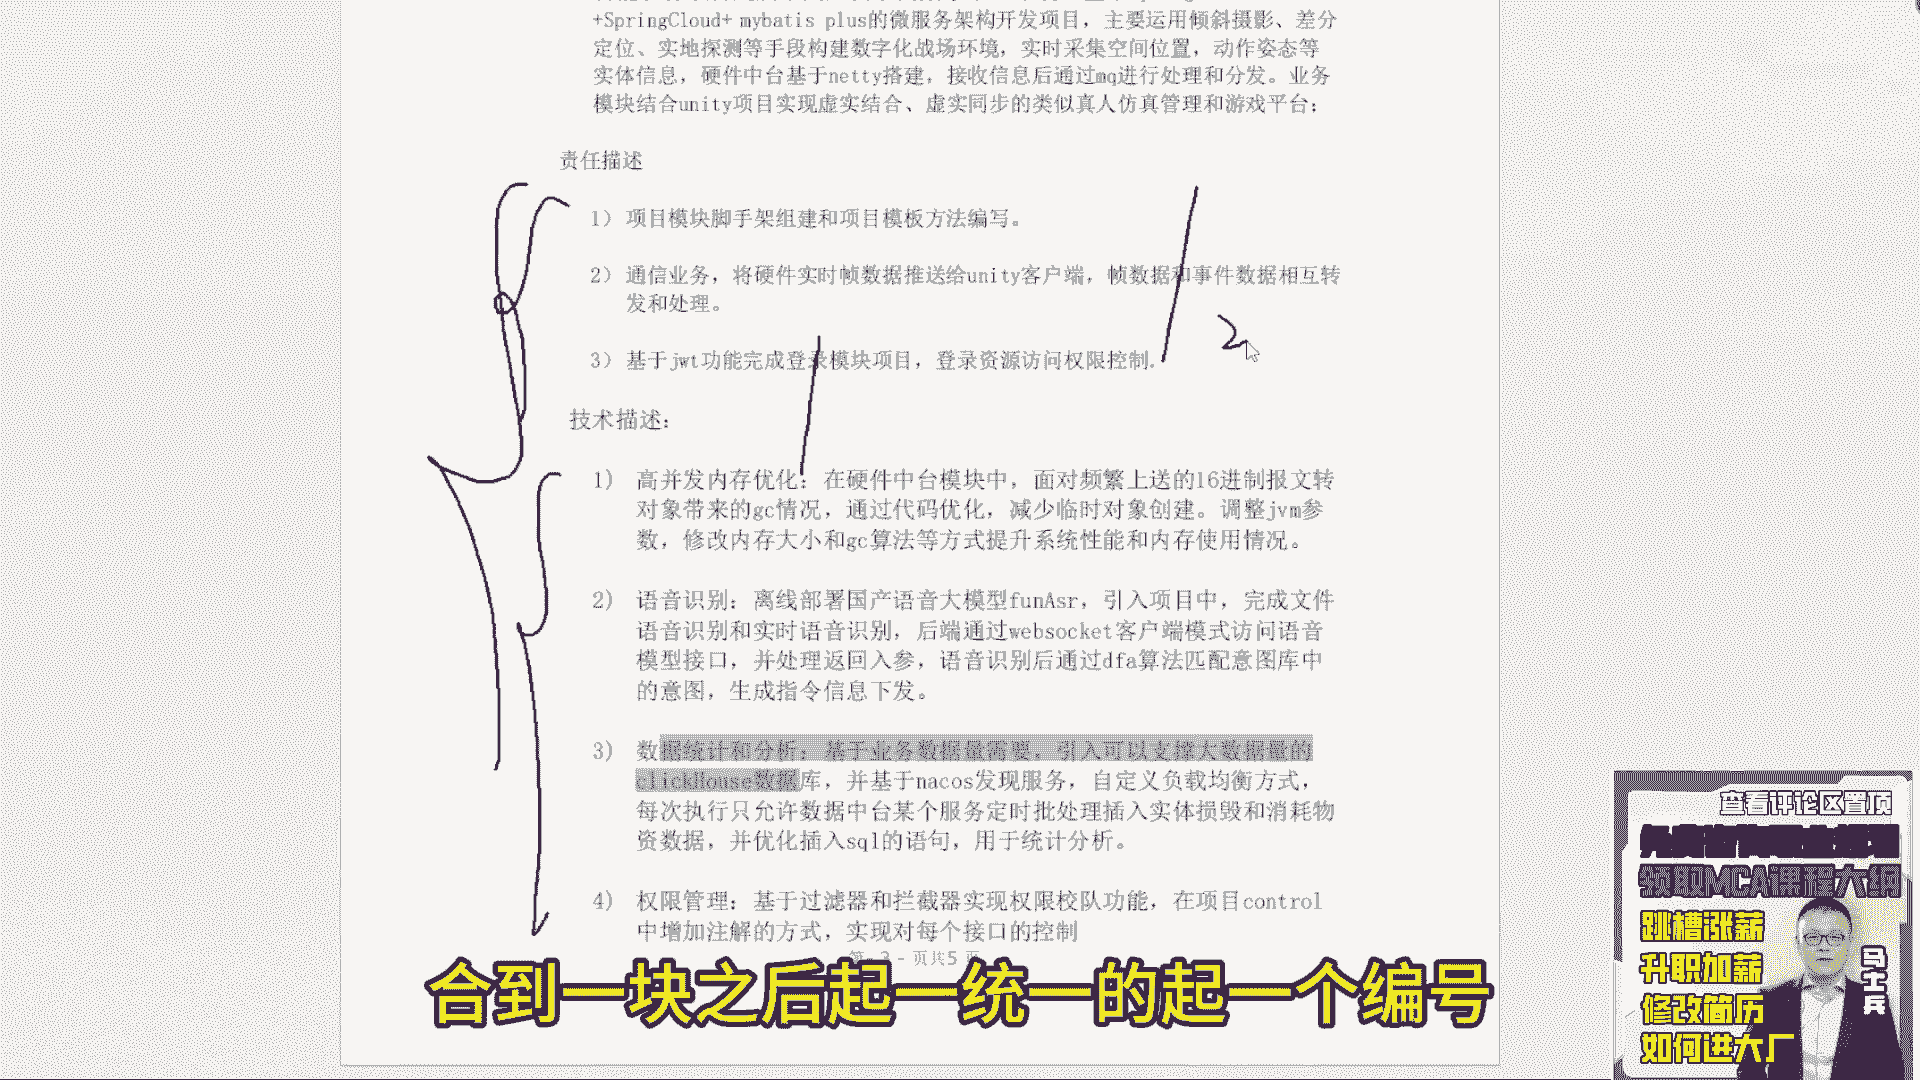 +SpringCloud+ mybatis plus的微服务架构开发项目，主要运用倾斜摄影、差分
定位、实地探测等手段构建数字化战场环境，实时采集空间位置，动作姿态等
实体信息，硬件中台基于netty搭建，接收信息后通过mq进行处理和分发。业务
模块结合unity项目实现虚实结合、虚实同步的类似真人仿真管理和游戏平台；
责任描述
1）项目模块脚手架组建和项目模板方法编写。
2）通信业务，将硬件实时帧数据推送给unity客户端，帧数据和事件数据相互转
发和处理。
3）基于jwt功能完成登录模块项目，登录资源访问权限控制.
2
技术描述：
1) 高并发内存优化：在硬件中台模块中，面对频繁上送的16进制报文转
对象带来的gc情况，通过代码优化，减少临时对象创建。调整jvm参
数，修改内存大小和gc算法等方式提升系统性能和内存使用情况。
2) 语音识别：离线部署国产语音大模型funAsr，引入项目中，完成文件
语音识别和实时语音识别，后端通过websocket客户端模式访问语音
模型接口，并处理返回入参，语音识别后通过dfa算法匹配意图库中
的意图，生成指令信息下发。
3) 数据统计和分析：基于业务数据量需要，引入可以支撑大数据量的
clickHouse数据库，并基于nacos发现服务，自定义负载均衡方式，
每次执行只允许数据中台某个服务定时批处理插入实体损毁和消耗物
资数据，并优化插入sql的语句，用于统计分析。
4) 权限管理：基于过滤器和拦截器实现权限校队功能，在项目control
中增加注解的方式，实现对每个接口的控制
第- 3 - 页共5 页
合到一块之后起一统一的起一个编号
查看评论区置顶
领取MCA课程大纲
跳槽涨薪
升职加薪
修改简历
如何进大厂
马士兵